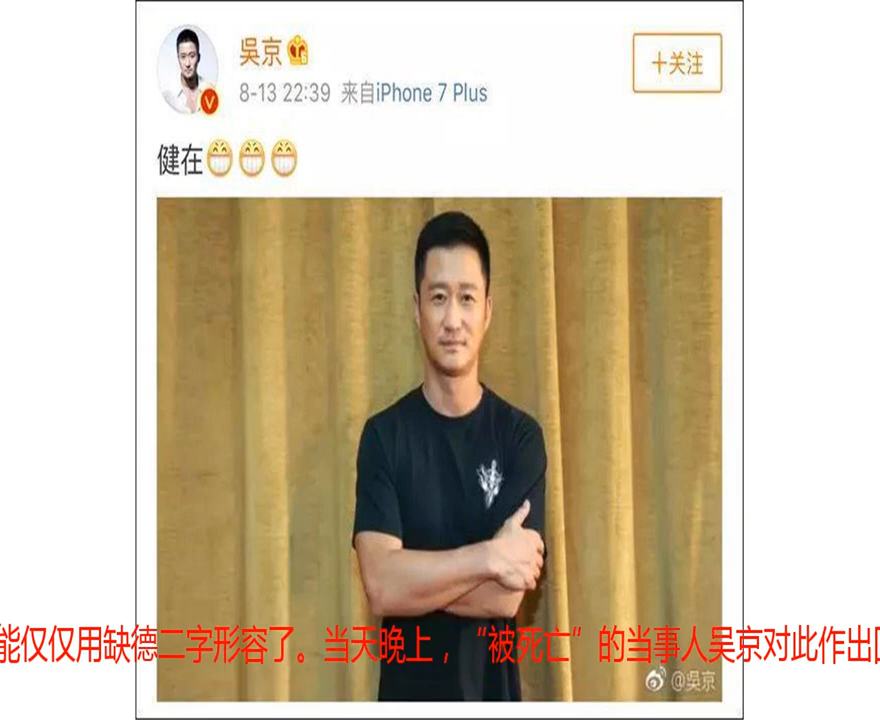 吳京
8-13 22:39 来自iPhone 7 Plus
十关注
健在
能仅仅用缺德二字形容了。当天晚上，“被死亡”的当事人吴京对此作出
@吳京